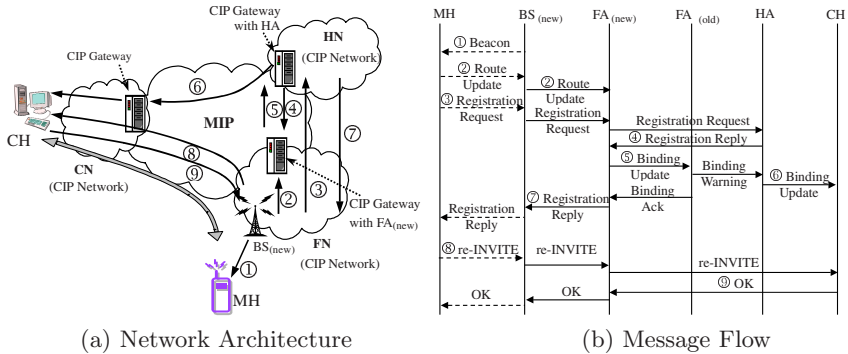 CIP Gateway
with HA
HN
(CIP Network)
CIP Gateway
⑥
⑤
④
MIP
⑦
CH
⑧
⑨
CN
(CIP Network)
②
③
CIP Gateway
with FA(new)
BS(new)
FN
(CIP Network)
①
MH
(a) Network Architecture
MH BS (new) FA (new) FA (old) HA CH
① Beacon
② Route
Update
② Route
Update
③ Registration
Request
Registration
Request
Registration Request
④ Registration Reply
⑤ Binding
Update
Binding
Warning
⑥ Binding
Update
Binding
Ack
⑦ Registration
Reply
Registration
Reply
⑧ re-INVITE
re-INVITE
re-INVITE
⑨ OK
OK
OK
(b) Message Flow